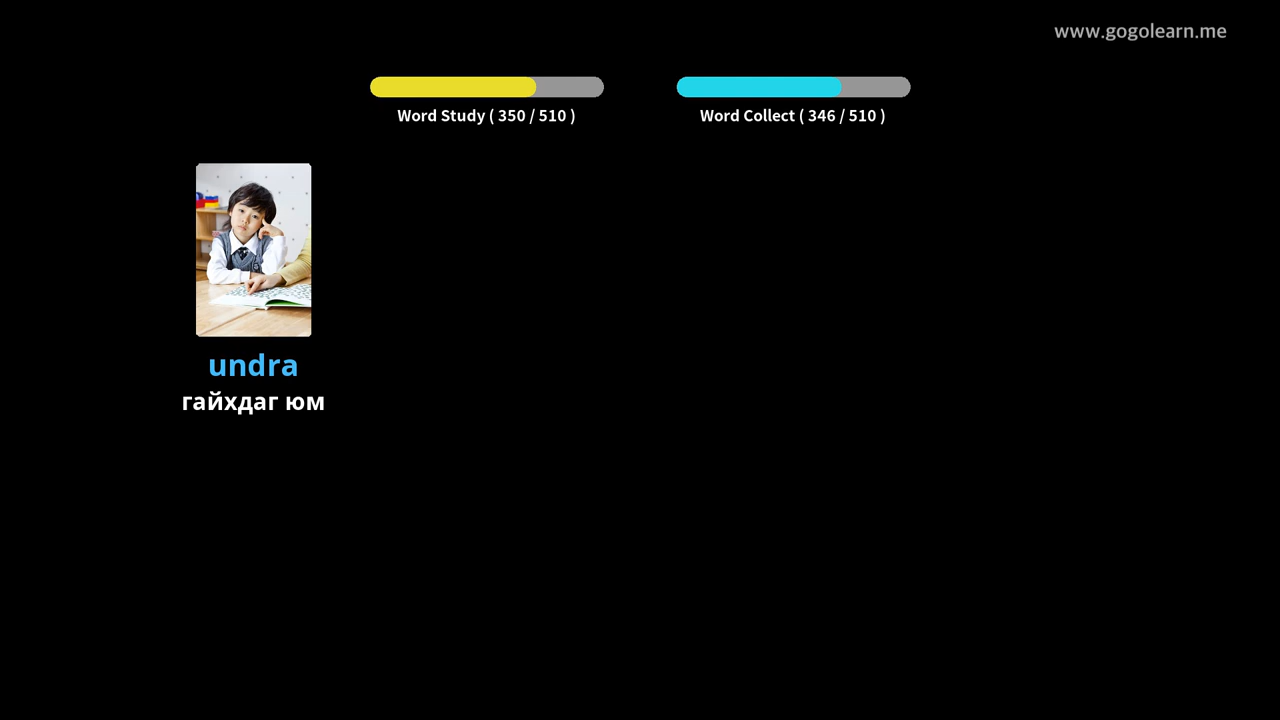 www.gogolearn.me
Word Study ( 350 / 510 )
Word Collect ( 346 / 510 )
undra
гайхдаг юм